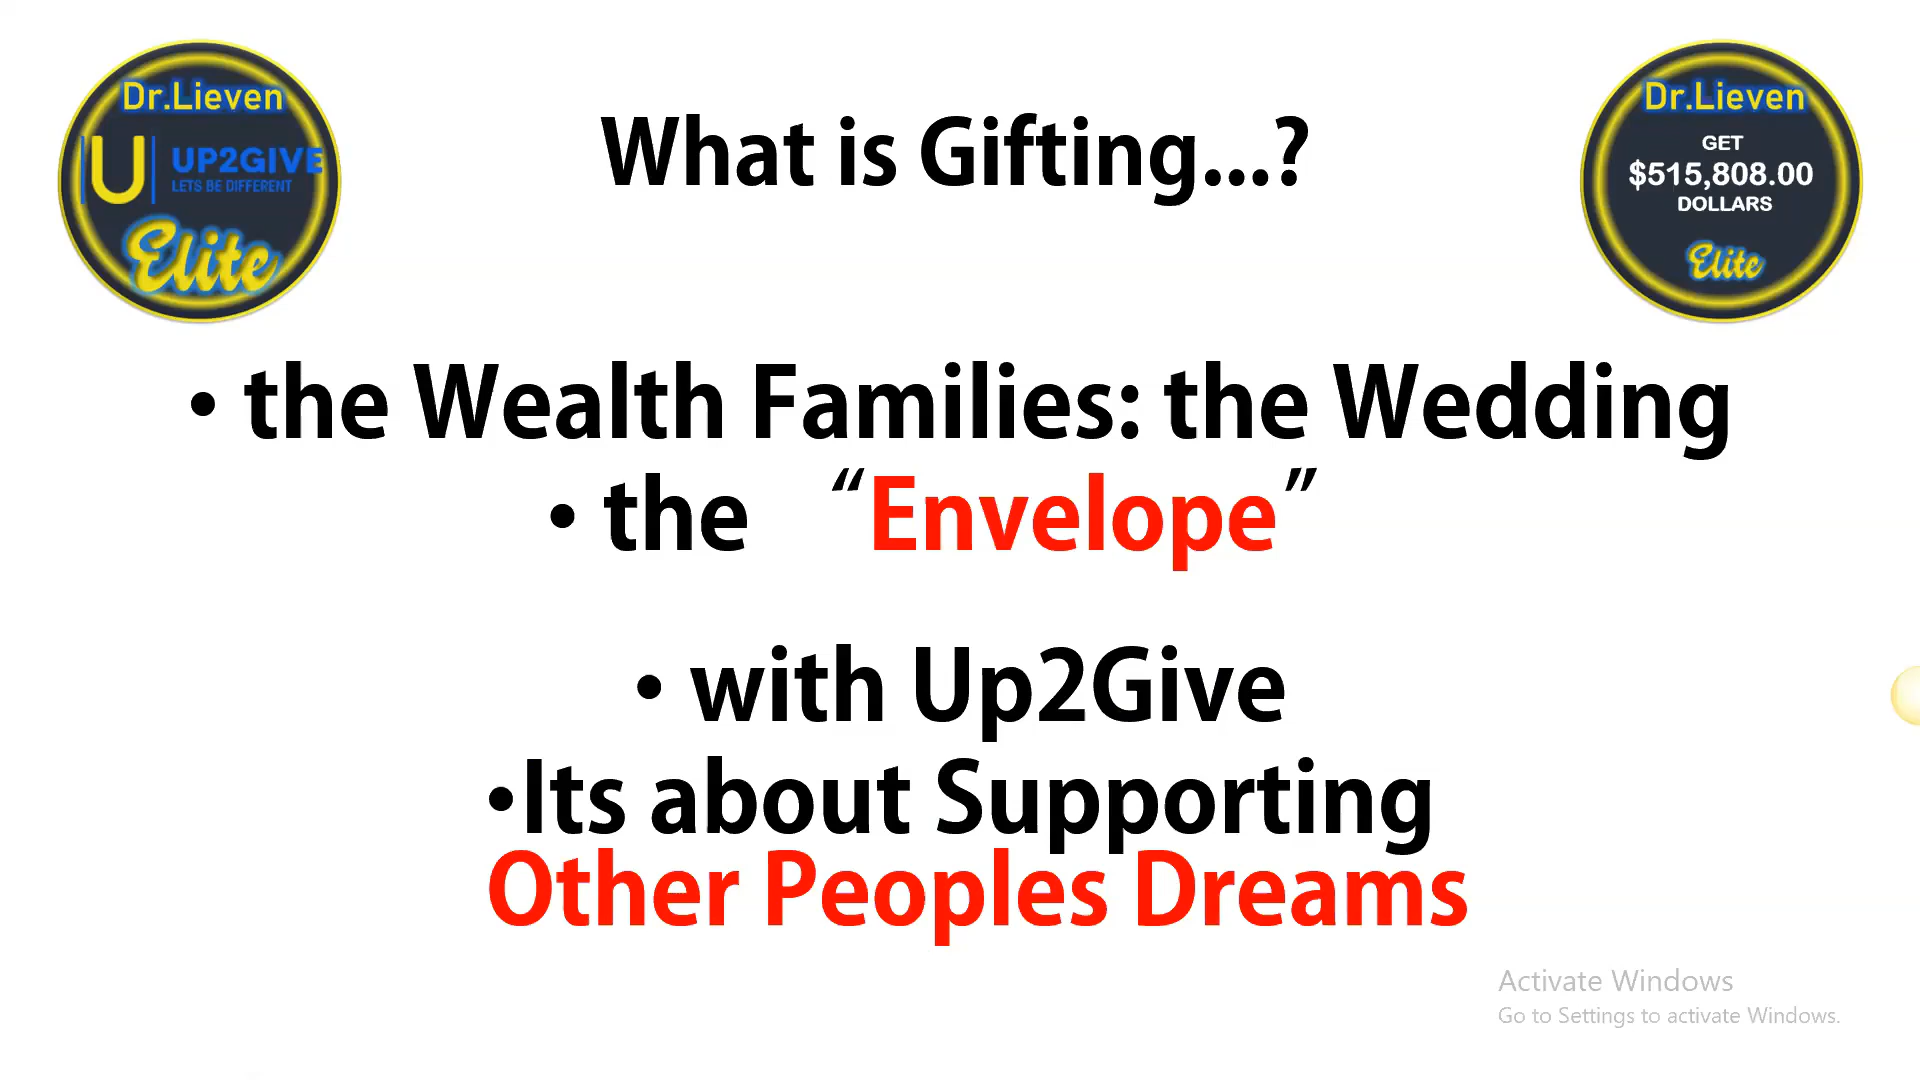 Dr.Lieven
U UP2GIVE
LETS BE DIFFERENT
Elite
What is Gifting...?
Dr.Lieven
GET
$515,808.00
DOLLARS
Elite
• the Wealth Families: the Wedding
• the “Envelope”
• with Up2Give
•Its about Supporting
Other Peoples Dreams
Activate Windows
Go to Settings to activate Windows.